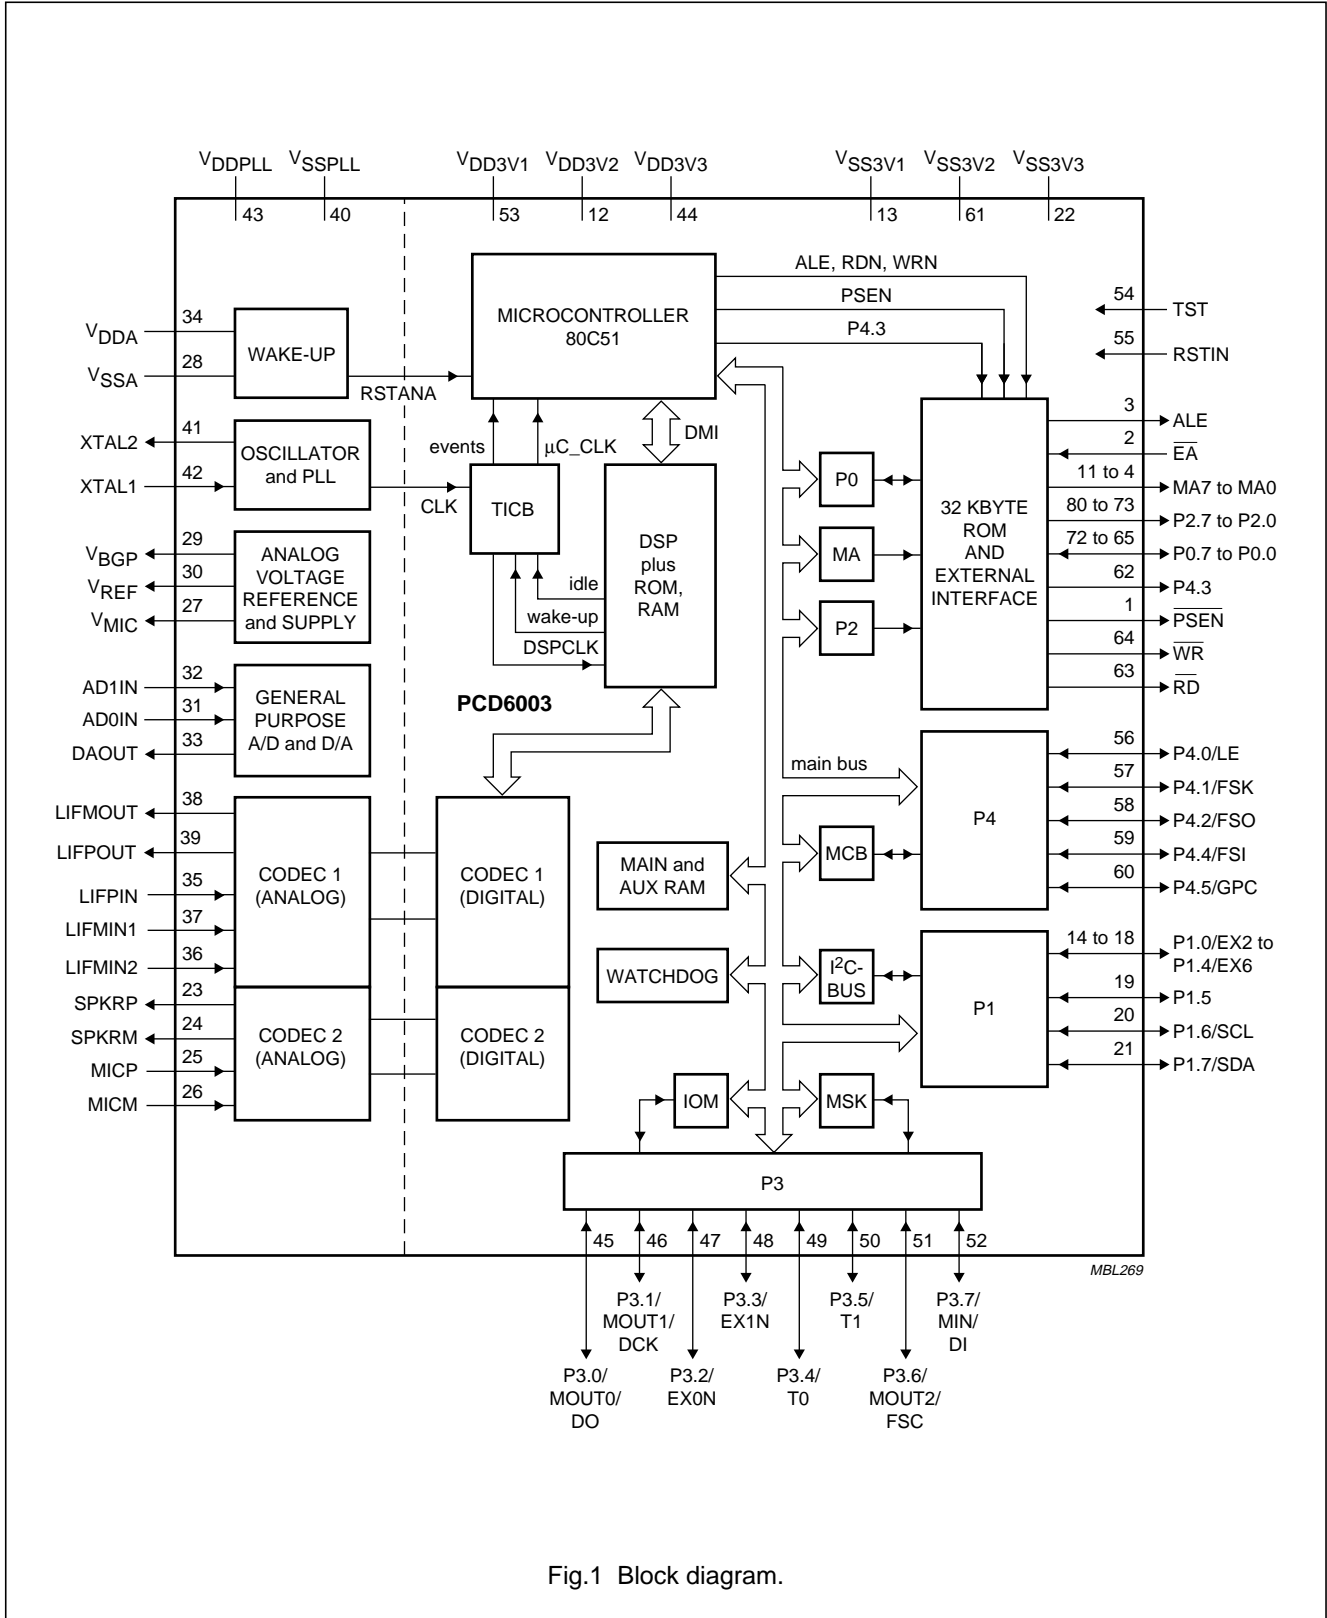 VDDPLL VSSPLL VDD3V1 VDD3V2 VDD3V3 VSS3V1 VSS3V2 VSS3V3
43 40 53 12 44 13 61 22
ALE, RDN, WRN
PSEN
P4.3
MICROCONTROLLER
80C51
54
TST
55
RSTIN
VDDA
34
VSSA
28
WAKE-UP
RSTANA
XTAL2
41
XTAL1
42
OSCILLATOR
and PLL
CLK
events
µC_CLK
DMI
TICB
DSP
plus
ROM,
RAM
idle
wake-up
DSPCLK
PCD6003
VBGP
29
VREF
30
VMIC
27
ANALOG
VOLTAGE
REFERENCE
and SUPPLY
AD1IN
32
AD0IN
31
DAOUT
33
GENERAL
PURPOSE
A/D and D/A
P0
MA
P2
32 KBYTE
ROM
AND
EXTERNAL
INTERFACE
3
ALE
2
EA
11 to 4
MA7 to MA0
80 to 73
P2.7 to P2.0
72 to 65
P0.7 to P0.0
62
P4.3
1
PSEN
64
WR
63
RD
main bus
LIFMOUT
38
LIFPOUT
39
LIFPIN
35
LIFMIN1
37
LIFMIN2
36
CODEC 1
(ANALOG)
CODEC 1
(DIGITAL)
SPKRP
23
SPKRM
24
MICP
25
MICM
26
CODEC 2
(ANALOG)
CODEC 2
(DIGITAL)
MAIN and
AUX RAM
WATCHDOG
MCB
I²C-
BUS
P4
56
P4.0/LE
57
P4.1/FSK
58
P4.2/FSO
59
P4.4/FSI
60
P4.5/GPC
P1
14 to 18
P1.0/EX2 to
P1.4/EX6
19
P1.5
20
P1.6/SCL
21
P1.7/SDA
IOM
MSK
P3
45 46 47 48 49 50 51 52
MBL269
P3.1/
MOUT1/
DCK
P3.3/
EX1N
P3.5/
T1
P3.7/
MIN/
DI
P3.0/
MOUT0/
DO
P3.2/
EX0N
P3.4/
T0
P3.6/
MOUT2/
FSC
Fig.1 Block diagram.